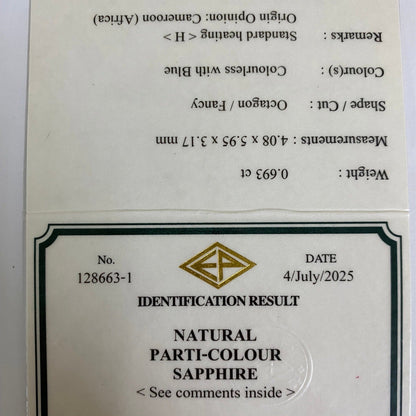 Weight : 0.693 ct
Measurements : 4.08 x 5.95 x 3.17 mm
Shape / Cut : Octagon / Fancy
Colour(s) : Colourless with Blue
Remarks : Standard heating < H >
Origin Opinion: Cameroon (Africa)
No.
128663-1
EP
DATE
4/July/2025
IDENTIFICATION RESULT
NATURAL
PARTI-COLOUR
SAPPHIRE
< See comments inside >